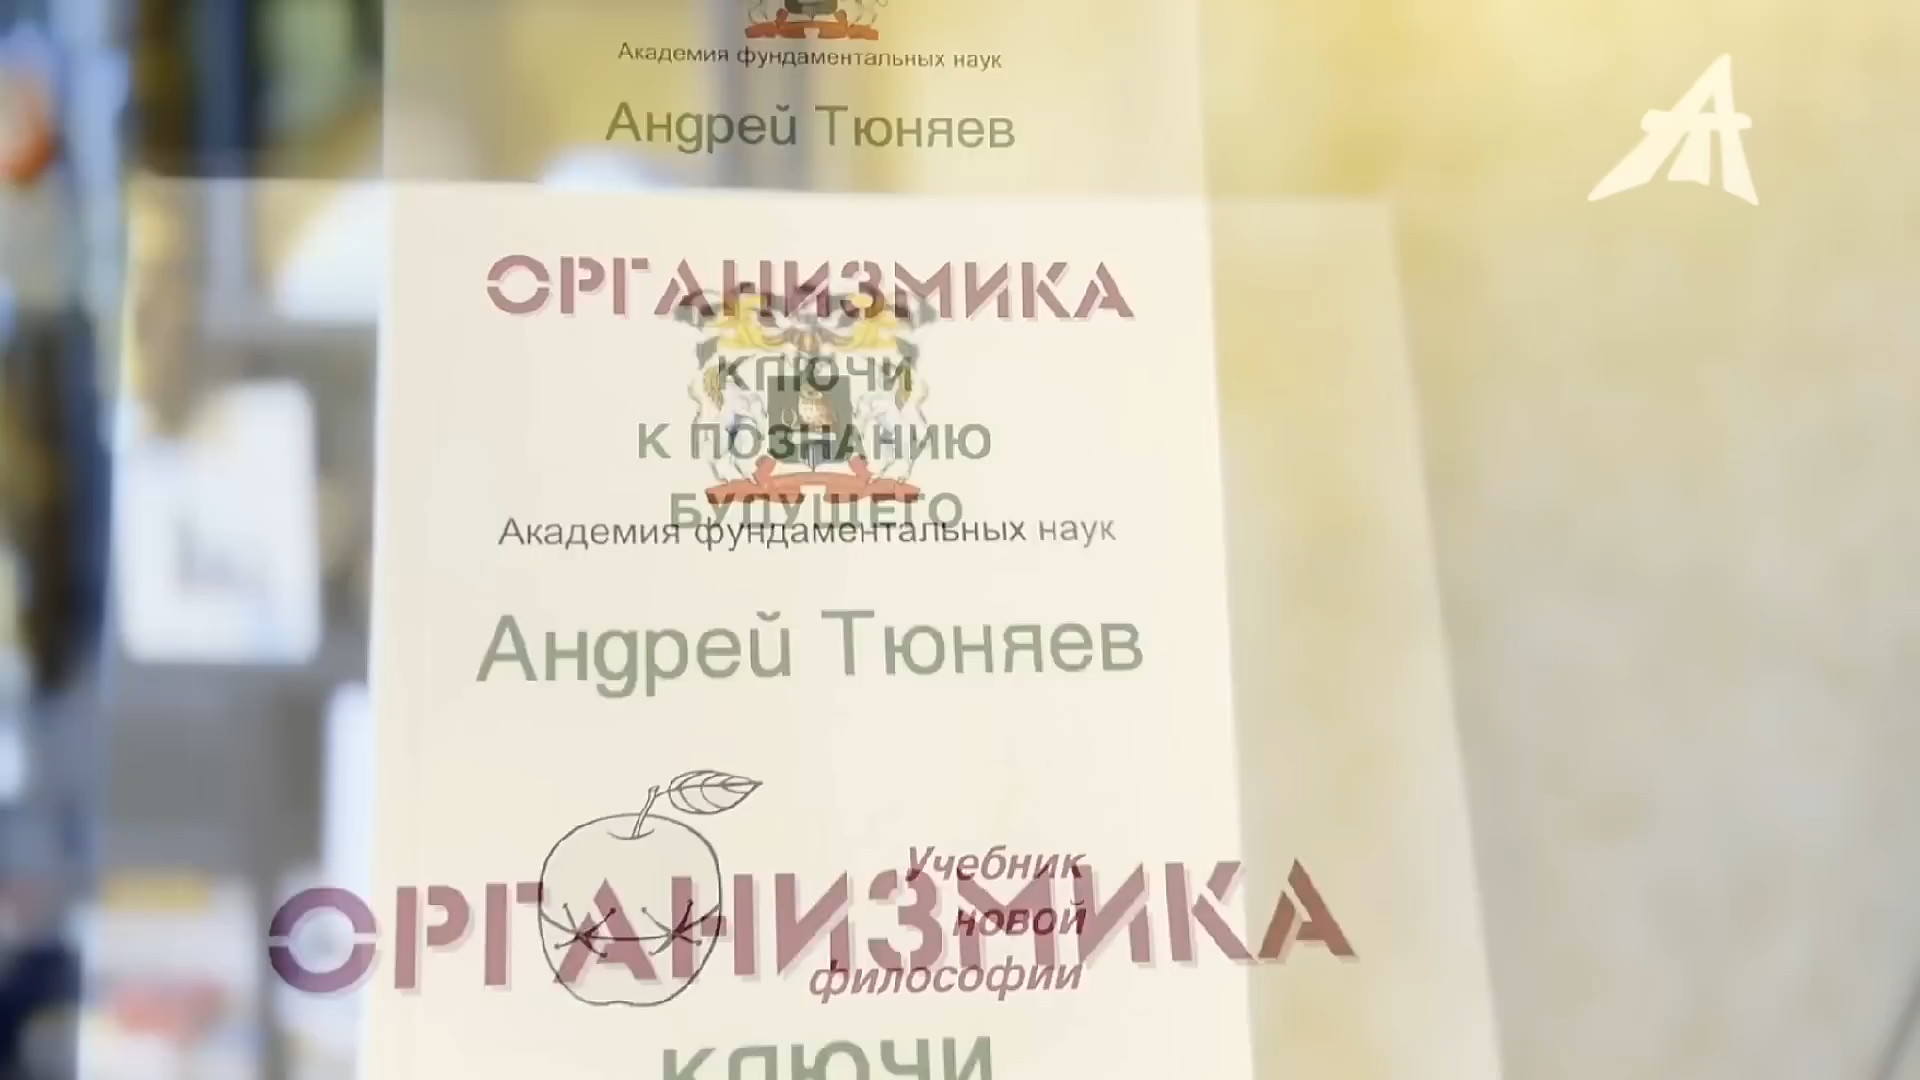 Академия фундаментальных наук
Андрей Тюняев
ОРГАНИЗМИКА
КЛЮЧИ
К ПОЗНАНИЮ
БУДУЩЕГО
Академия фундаментальных наук
Андрей Тюняев
Учебник
новой
философии
ОРГАНИЗМИКА
КЛЮЧИ